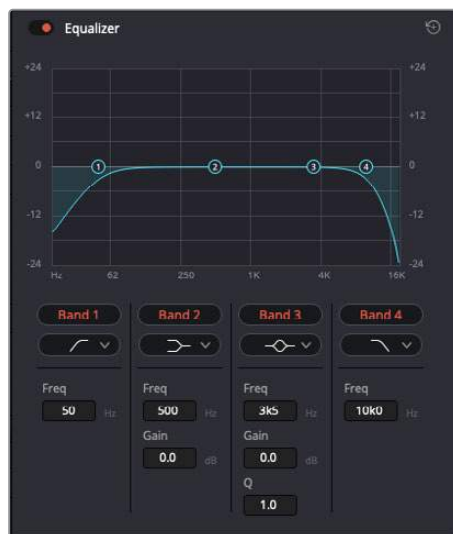 Equalizer
+24 +24
+12 +12
1 2 3 4
0 0
-12 -12
-24 -24
Hz 62 250 1K 4K 16K
Band 1 Band 2 Band 3 Band 4
Freq Freq Freq Freq
50 Hz 500 Hz 3k5 Hz 10k0 Hz
Gain Gain
0.0 dB 0.0 dB
Q
1.0